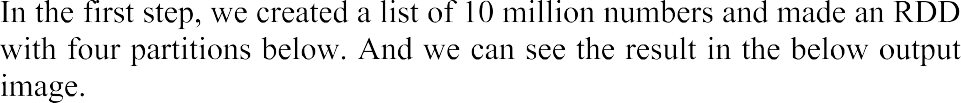 In the first step, we created a list of 10 million numbers and made an RDD
with four partitions below. And we can see the result in the below output
image.